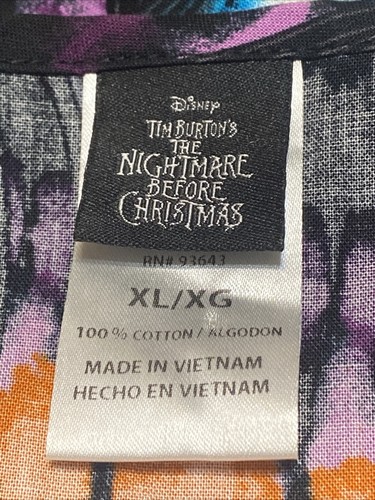 Disney
TIM BURTON'S
THE
NIGHTMARE
BEFORE
CHRISTMAS
RN# 93643
XL/XG
100% COTTON / ALGODON
MADE IN VIETNAM
HECHO EN VIETNAM